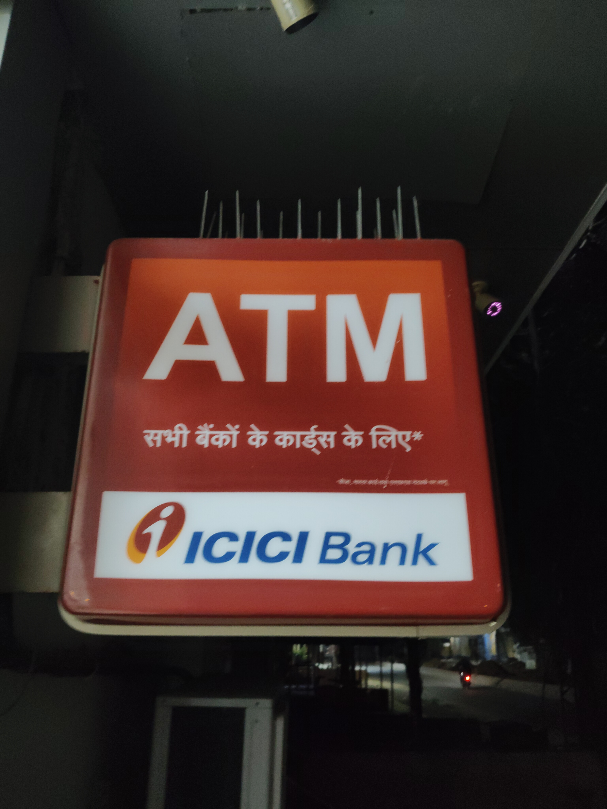 ATM
सभी बैंकों के कार्ड्स के लिए*
ICICI Bank